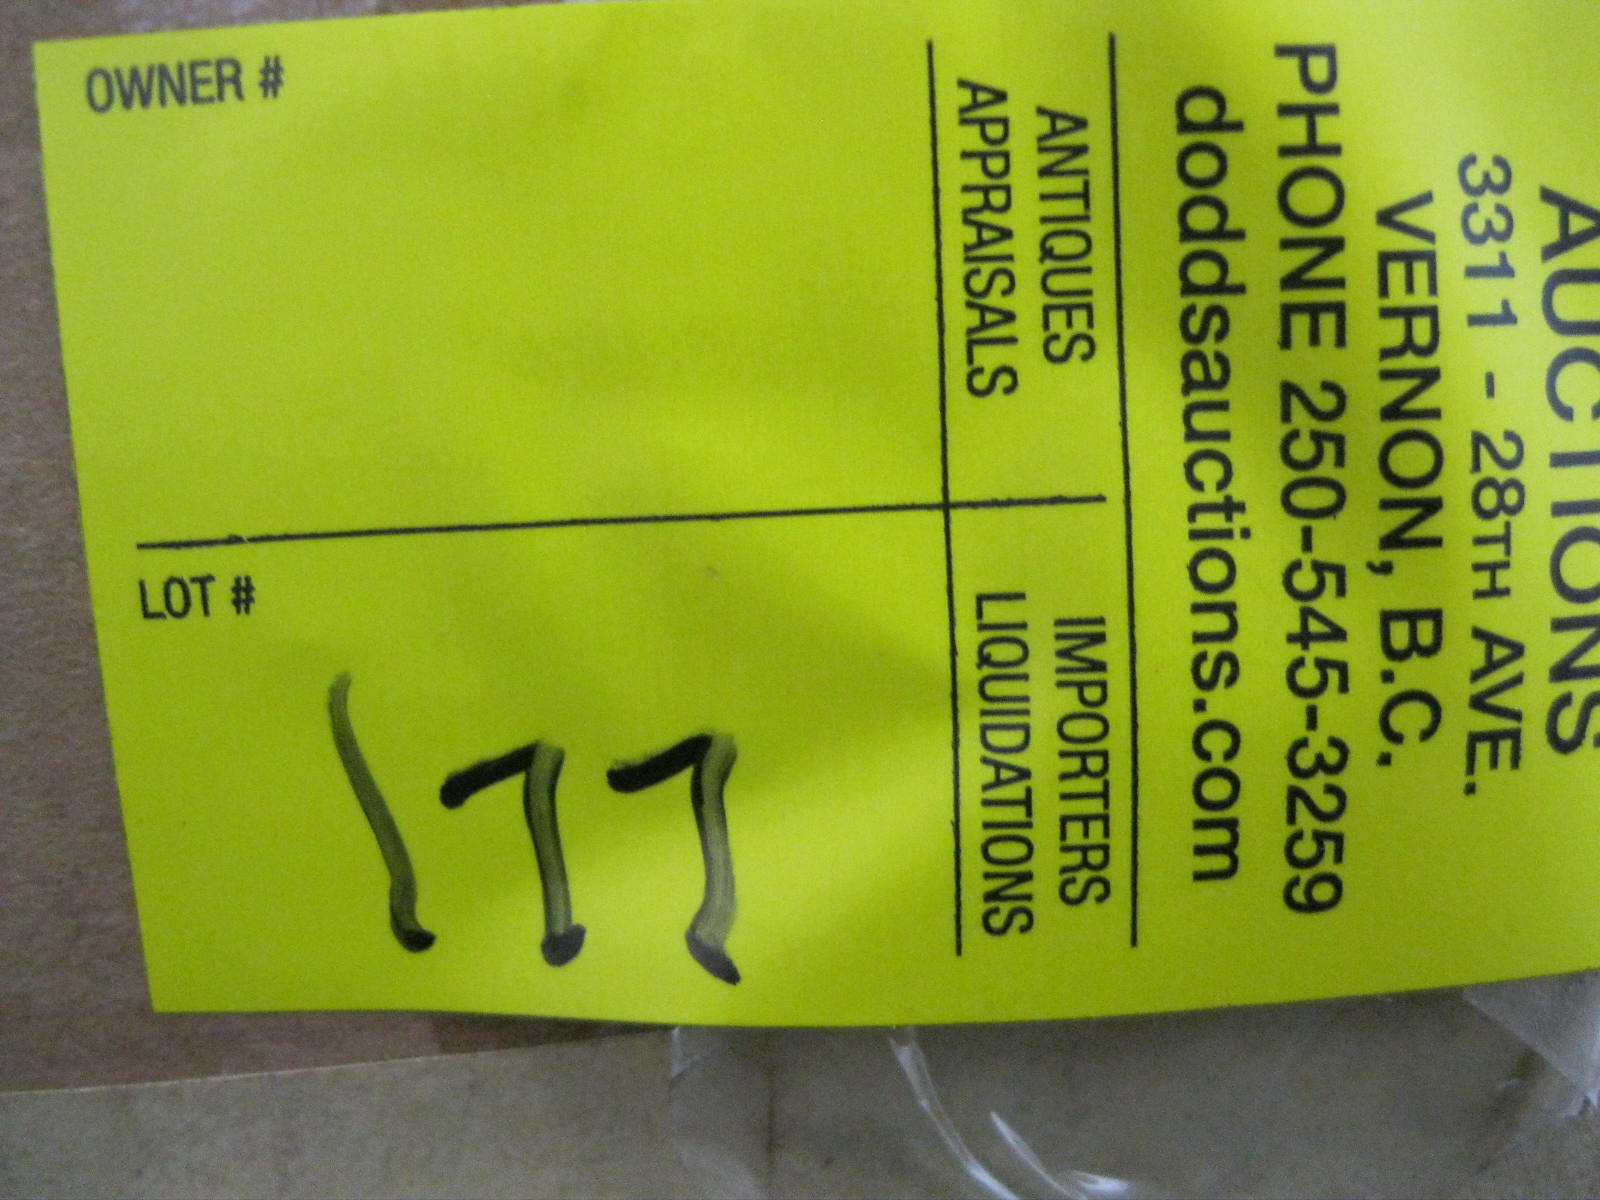 AUCTIONS
3311 - 28TH AVE.
VERNON, B.C.
PHONE 250-545-3259
doddsauctions.com
ANTIQUES IMPORTERS
APPRAISALS LIQUIDATIONS
OWNER #
LOT #
177